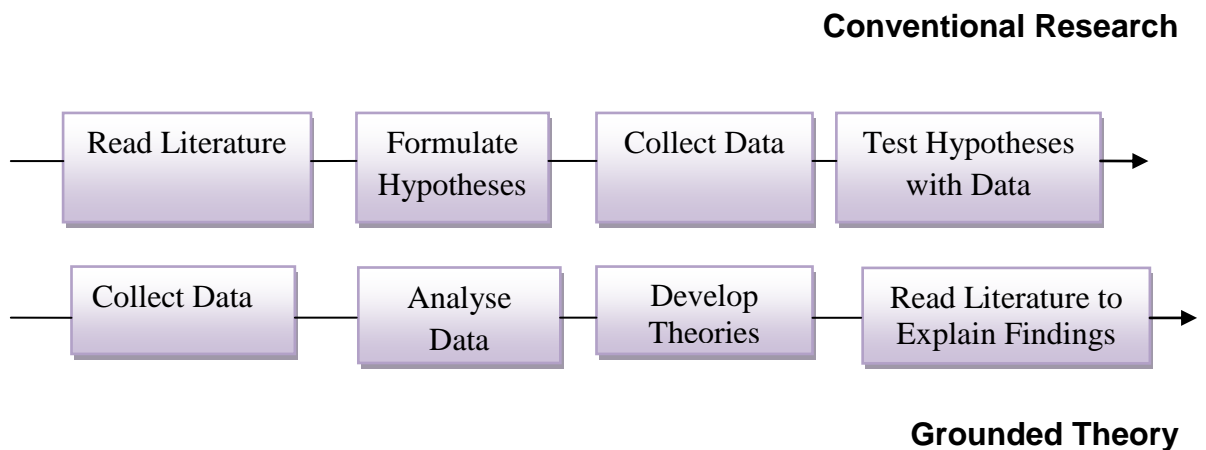 Conventional Research
Read Literature
Formulate
Hypotheses
Collect Data
Test Hypotheses
with Data
Collect Data
Analyse
Data
Develop
Theories
Read Literature to
Explain Findings
Grounded Theory